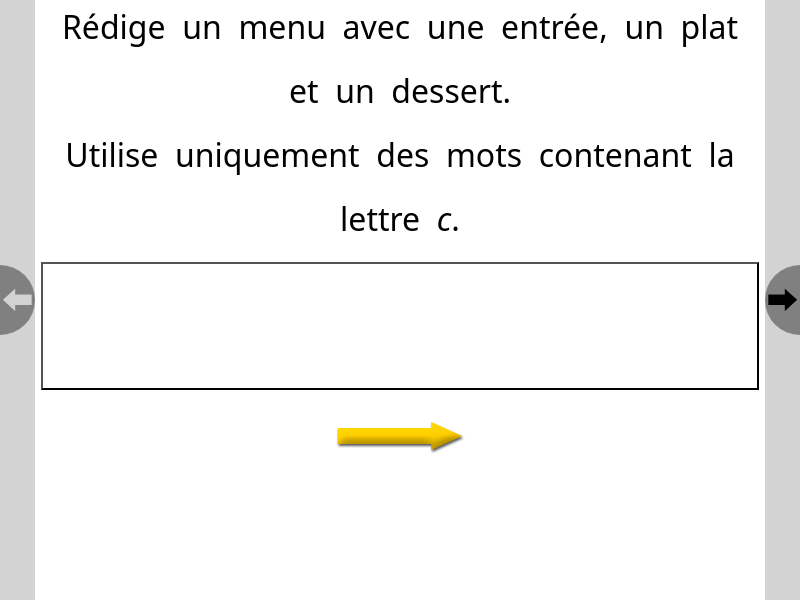 Rédige un menu avec une entrée, un plat
et un dessert.
Utilise uniquement des mots contenant la
lettre c.